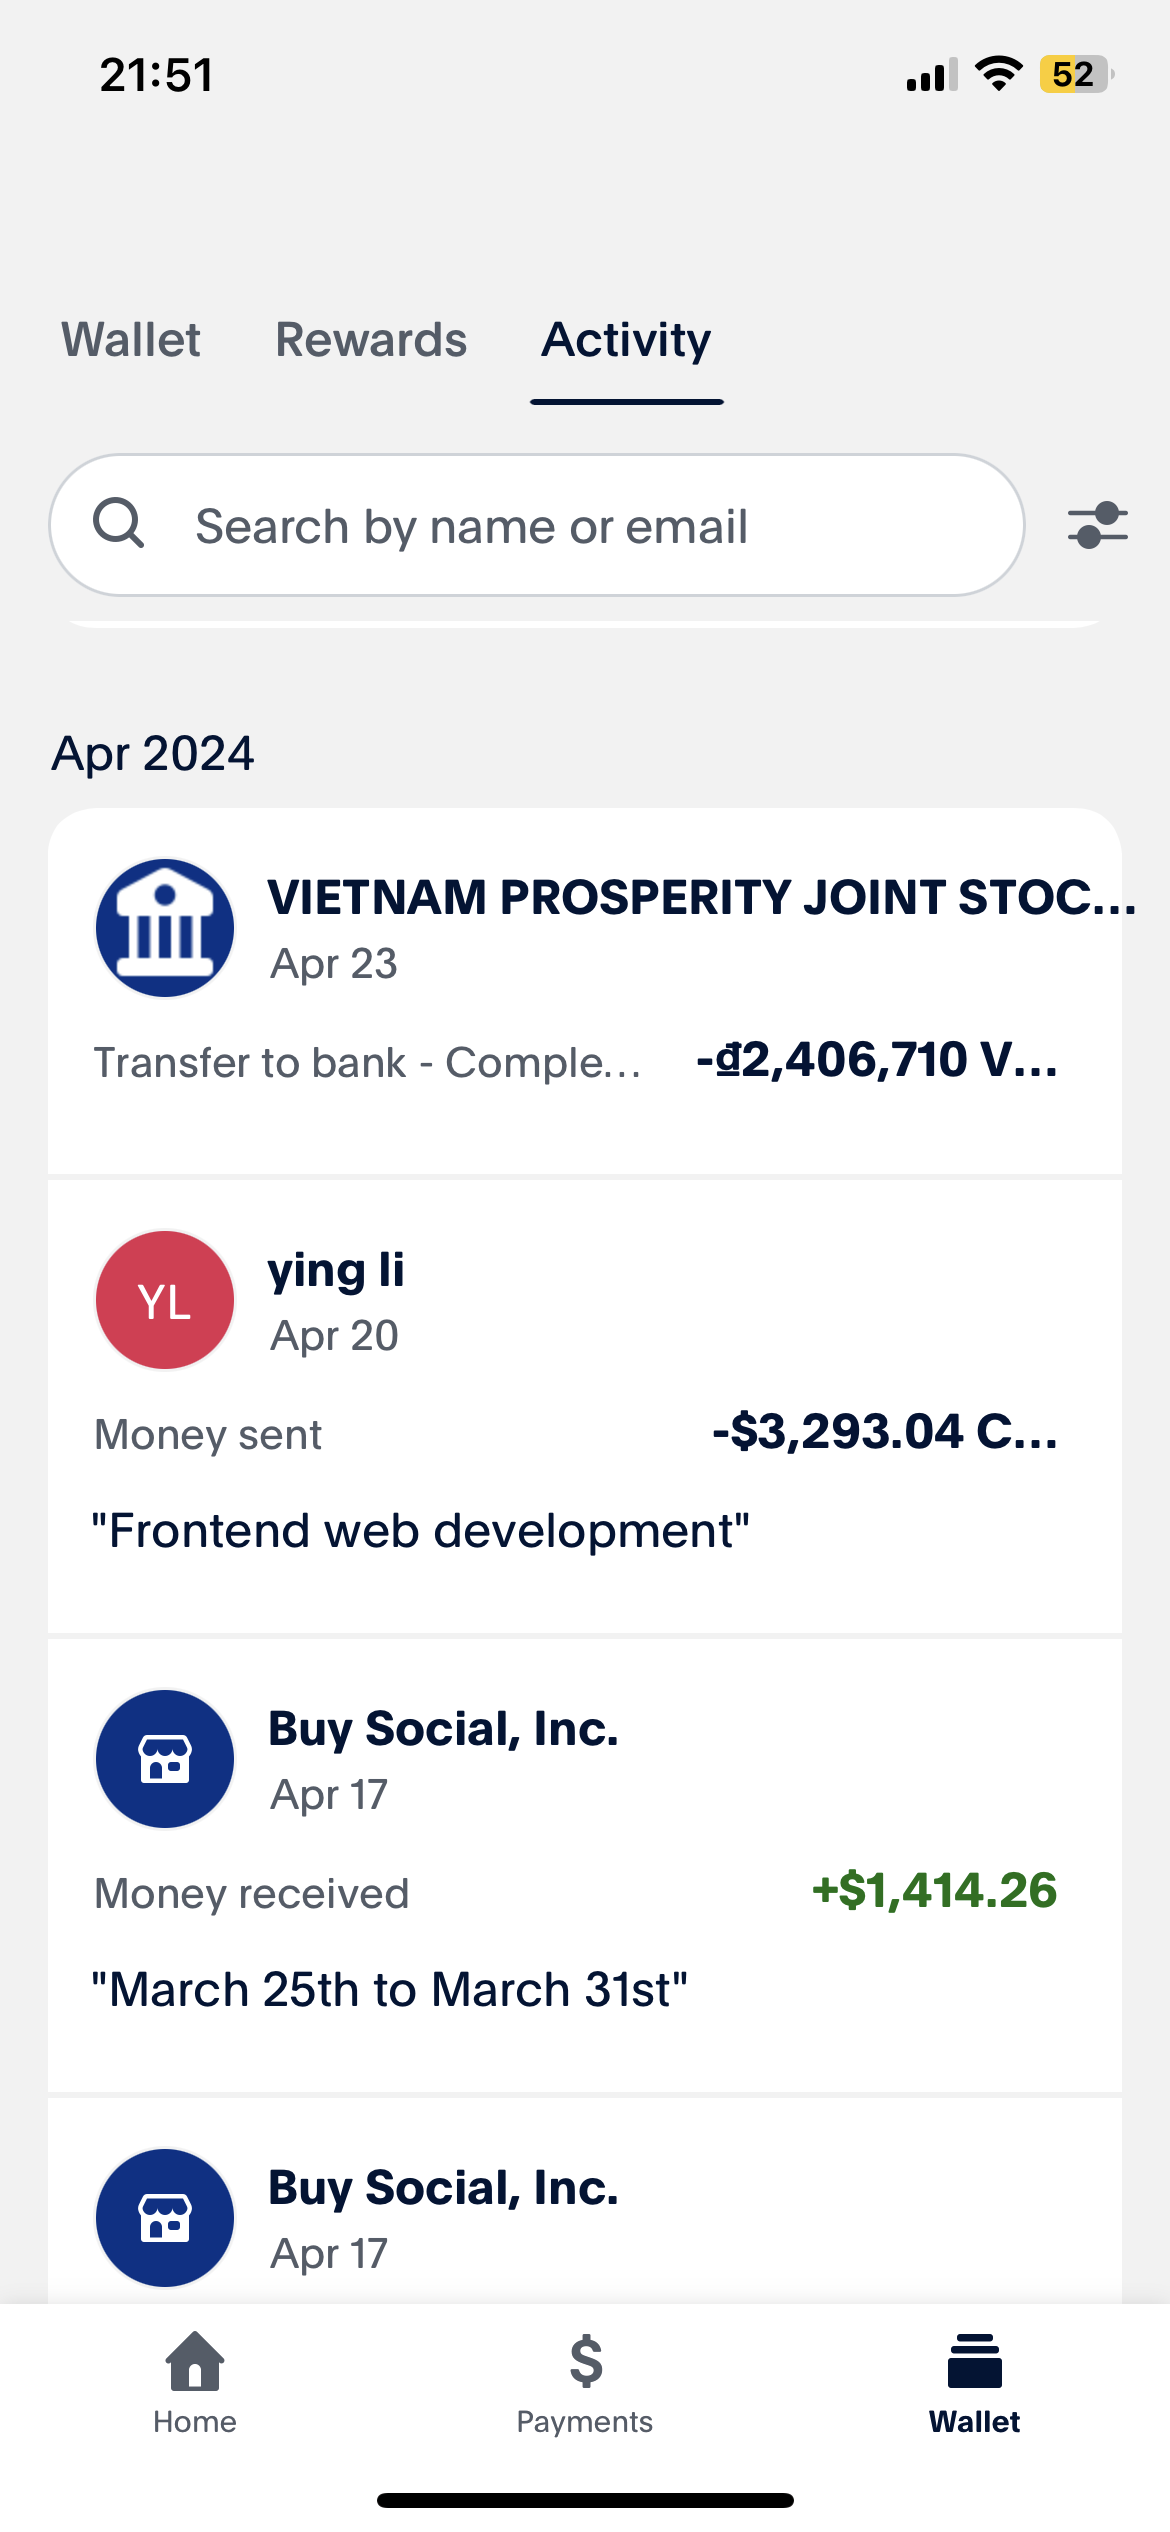 21:51
52
Wallet Rewards Activity
Search by name or email
Apr 2024
VIETNAM PROSPERITY JOINT STOC...
Apr 23
Transfer to bank - Comple... -₫2,406,710 V...
YL
ying li
Apr 20
Money sent -$3,293.04 C...
"Frontend web development"
Buy Social, Inc.
Apr 17
Money received +$1,414.26
"March 25th to March 31st"
Buy Social, Inc.
Apr 17
$
Home Payments Wallet